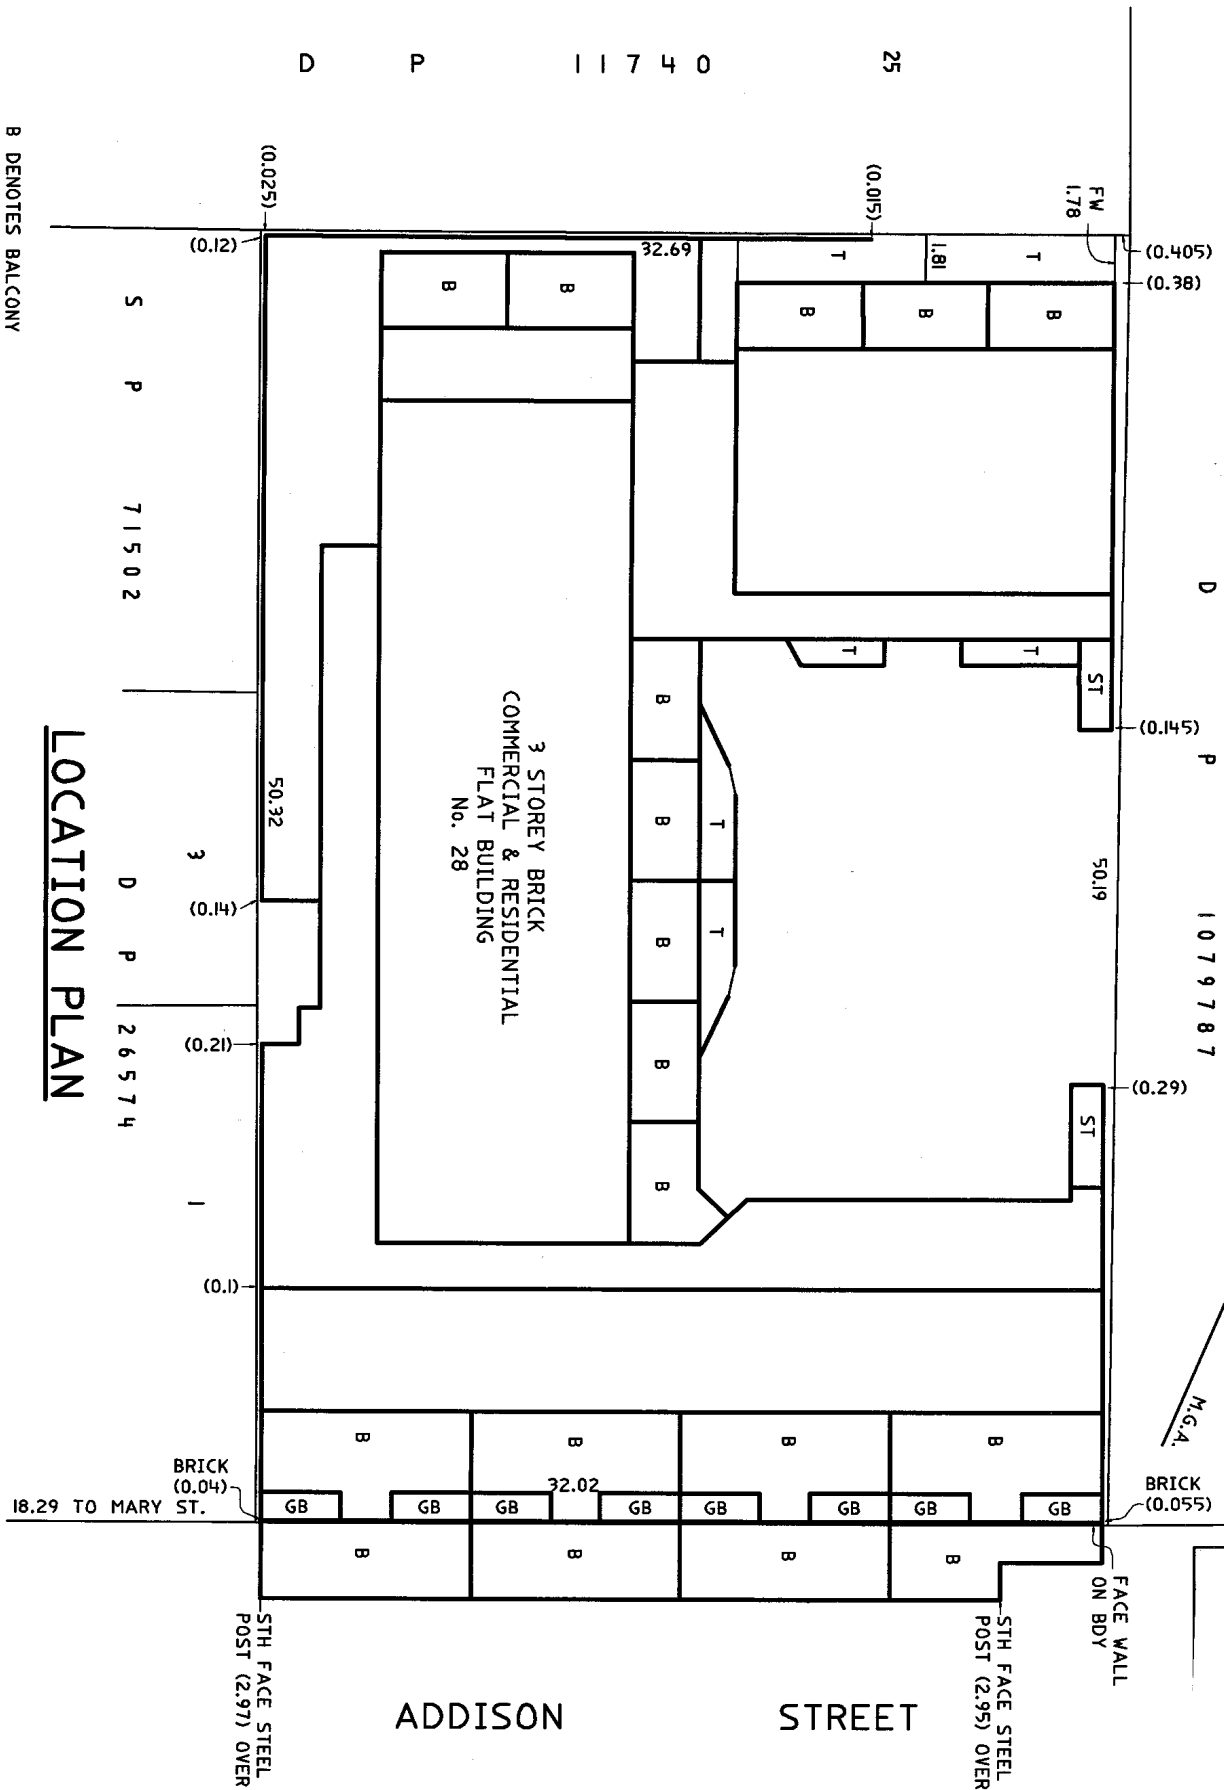 D P 11740
25
(0.025)
(0.015)
FW
1.78
(0.405)
(0.38)
(0.12)
32.69
T
1.81
T
B
B
B
B
B
B DENOTES BALCONY
S P 71502
D P 1079787
T
T
ST
(0.145)
B
B
B
B
B
T
T
3 STOREY BRICK
COMMERCIAL & RESIDENTIAL
FLAT BUILDING
No. 28
50.32
50.19
3
(0.14)
D P 26574
(0.21)
1
LOCATION PLAN
(0.29)
ST
(0.1)
M.G.A.
B
B
B
B
32.02
BRICK
(0.04)
18.29 TO MARY ST.
GB
GB
GB
GB
GB
GB
GB
GB
BRICK
(0.055)
B
B
B
B
FACE WALL
ON BDY
STH FACE STEEL
POST (2.97) OVER
STH FACE STEEL
POST (2.95) OVER
ADDISON STREET